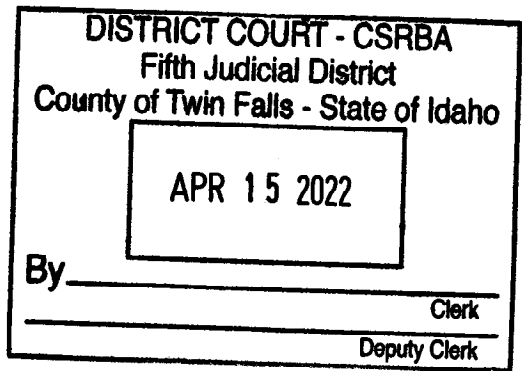 DISTRICT COURT - CSRBA
Fifth Judicial District
County of Twin Falls - State of Idaho
APR 15 2022
By
Clerk
Deputy Clerk